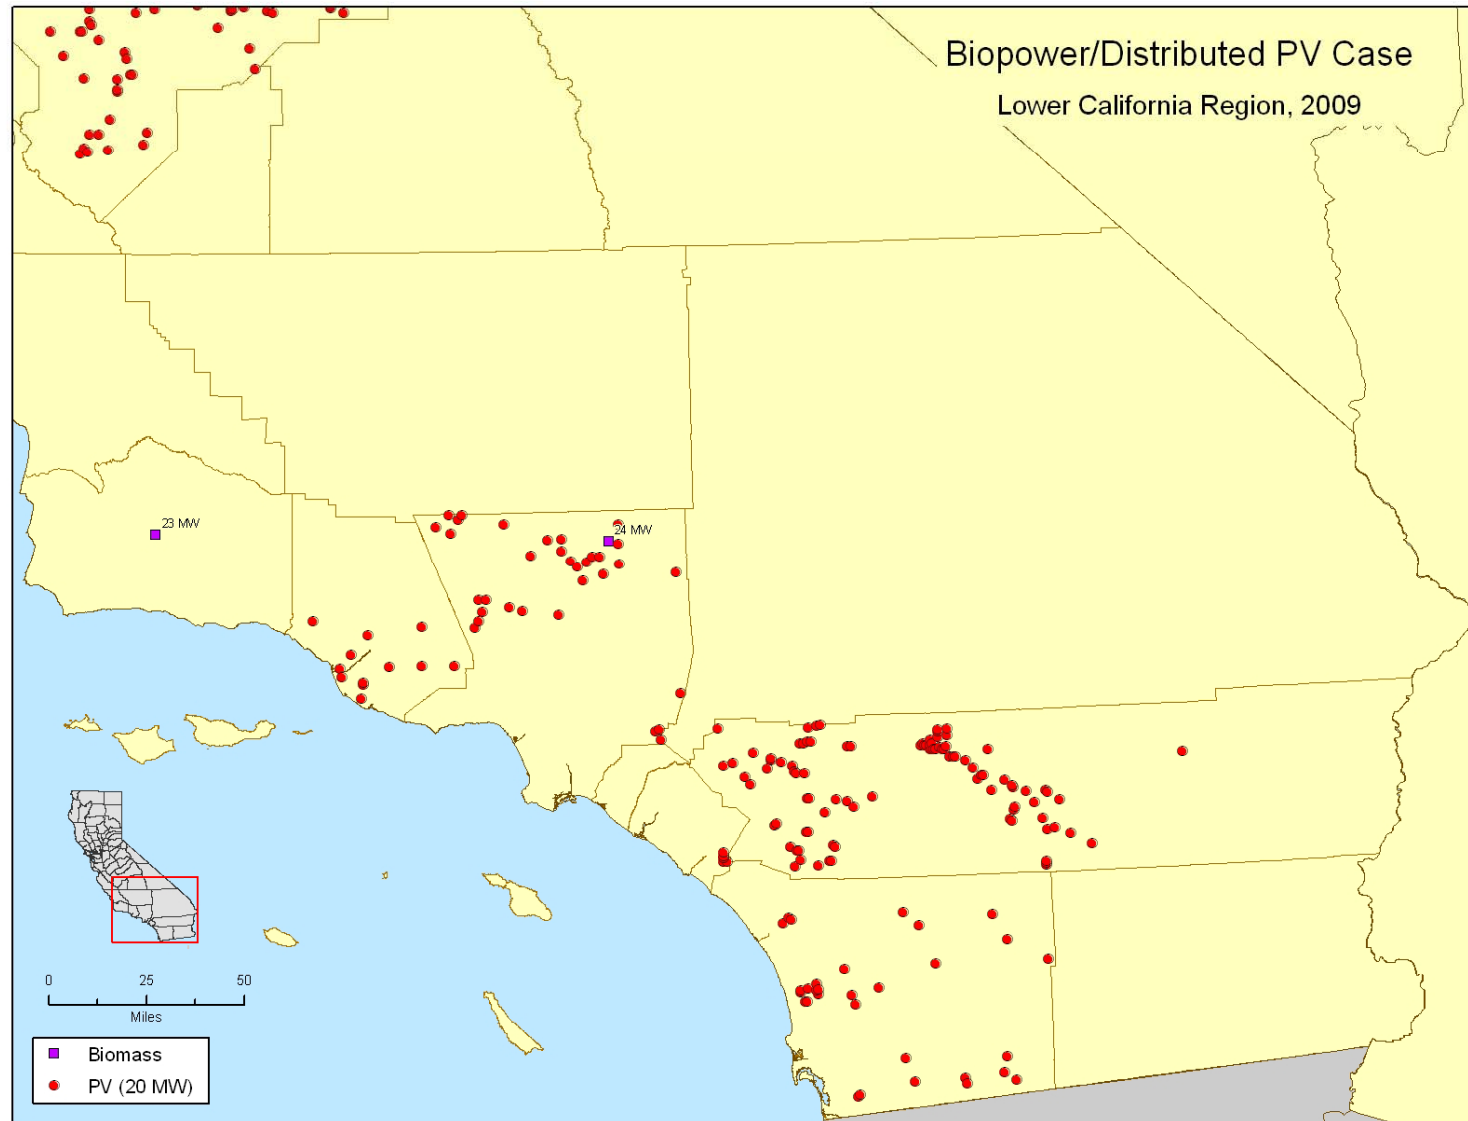 Biopower/Distributed PV Case
Lower California Region, 2009
23 MW
24 MW
0 25 50
Miles
Biomass
PV (20 MW)